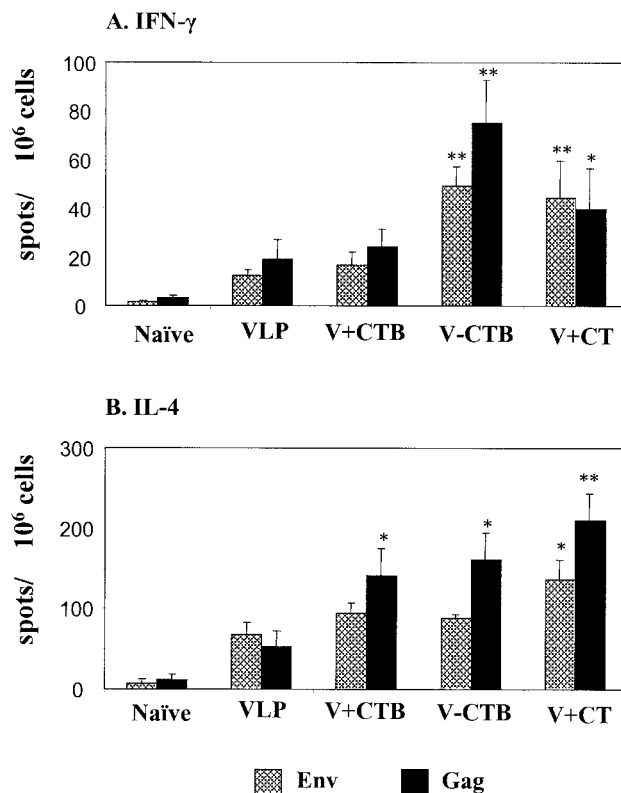 A. IFN-γ
spots/ 10⁶ cells
100
80
60
40
20
0
** ** ** *
Naïve VLP V+CTB V-CTB V+CT
B. IL-4
spots/ 10⁶ cells
300
200
100
0
* * * **
Naïve VLP V+CTB V-CTB V+CT
Env Gag